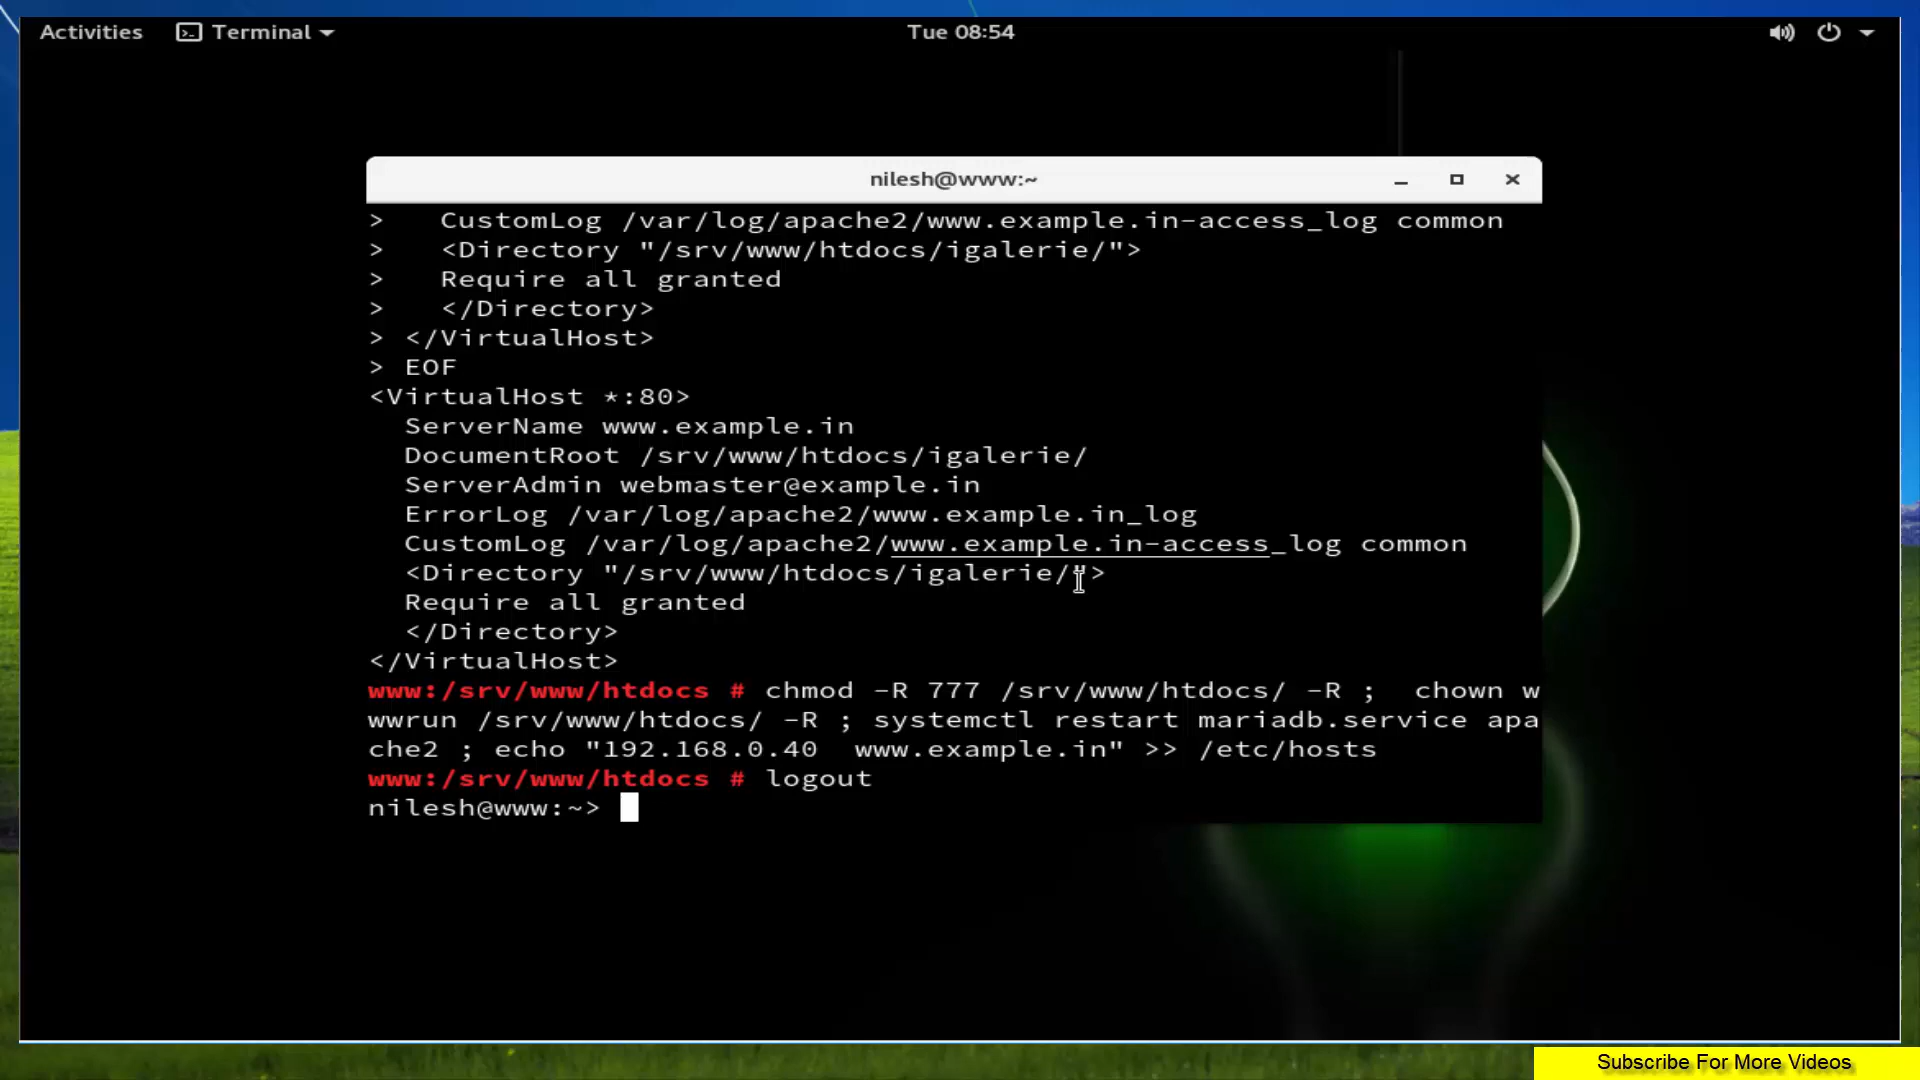 Activities Terminal Tue 08:54
nilesh@www:~
>   CustomLog /var/log/apache2/www.example.in-access_log common
>   <Directory "/srv/www/htdocs/igalerie/">
>   Require all granted
>   </Directory>
> </VirtualHost>
> EOF
<VirtualHost *:80>
  ServerName www.example.in
  DocumentRoot /srv/www/htdocs/igalerie/
  ServerAdmin webmaster@example.in
  ErrorLog /var/log/apache2/www.example.in_log
  CustomLog /var/log/apache2/www.example.in-access_log common
  <Directory "/srv/www/htdocs/igalerie/">
  Require all granted
  </Directory>
</VirtualHost>
www:/srv/www/htdocs # chmod -R 777 /srv/www/htdocs/ -R ;  chown w
wwrun /srv/www/htdocs/ -R ; systemctl restart mariadb.service apa
che2 ; echo "192.168.0.40  www.example.in" >> /etc/hosts
www:/srv/www/htdocs # logout
nilesh@www:~>
Subscribe For More Videos